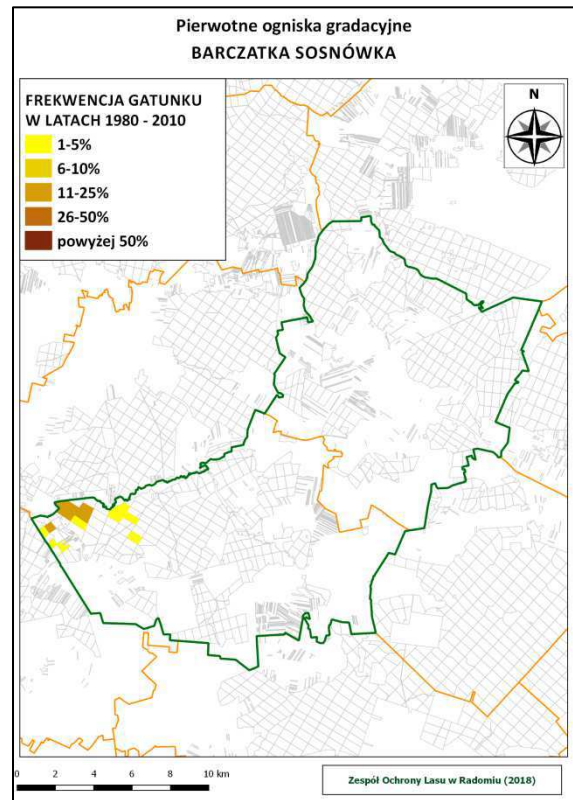 Pierwotne ogniska gradacyjne
BARCZATKA SOSNÓWKA
FREKWENCJA GATUNKU
W LATACH 1980 - 2010
1-5%
6-10%
11-25%
26-50%
powyżej 50%
N
0 2 4 6 8 10 km
Zespół Ochrony Lasu w Radomiu (2018)